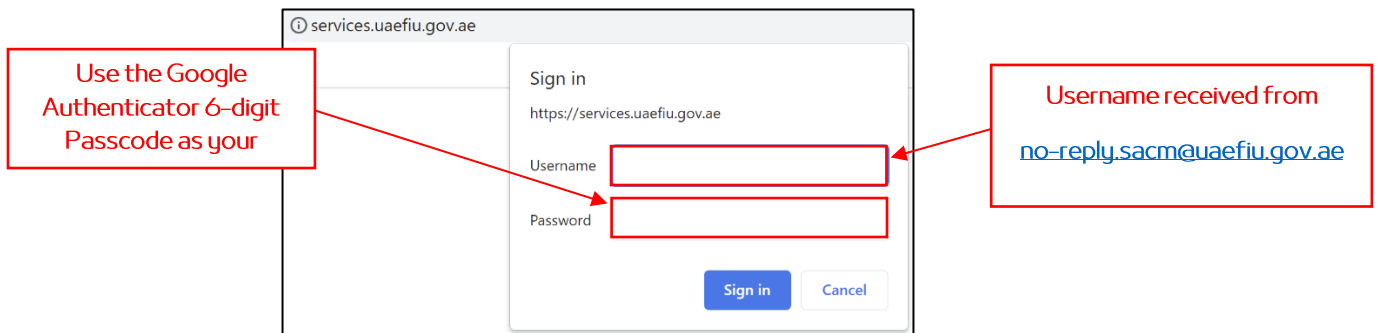 services.uaefiu.gov.ae
Use the Google
Authenticator 6-digit
Passcode as your
Sign in
https://services.uaefiu.gov.ae
Username
Password
Sign in
Cancel
Username received from
no-reply.sacm@uaefiu.gov.ae